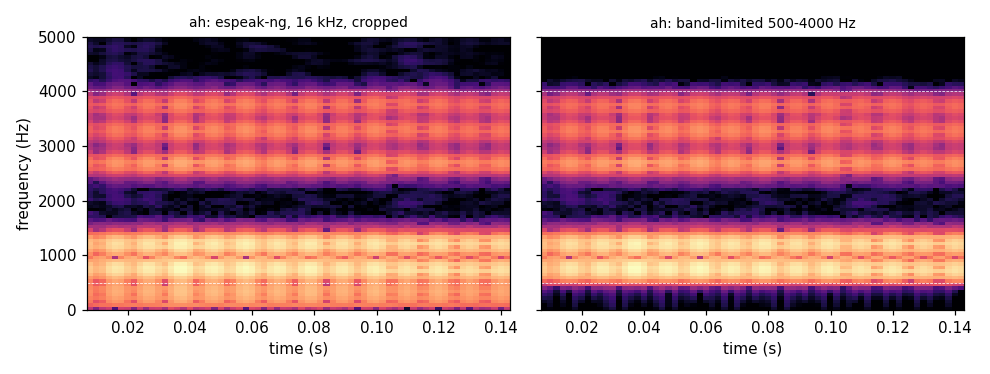 ah: espeak-ng, 16 kHz, cropped
ah: band-limited 500-4000 Hz
frequency (Hz)
5000
4000
3000
2000
1000
0
0.02 0.04 0.06 0.08 0.10 0.12 0.14
0.02 0.04 0.06 0.08 0.10 0.12 0.14
time (s)
time (s)